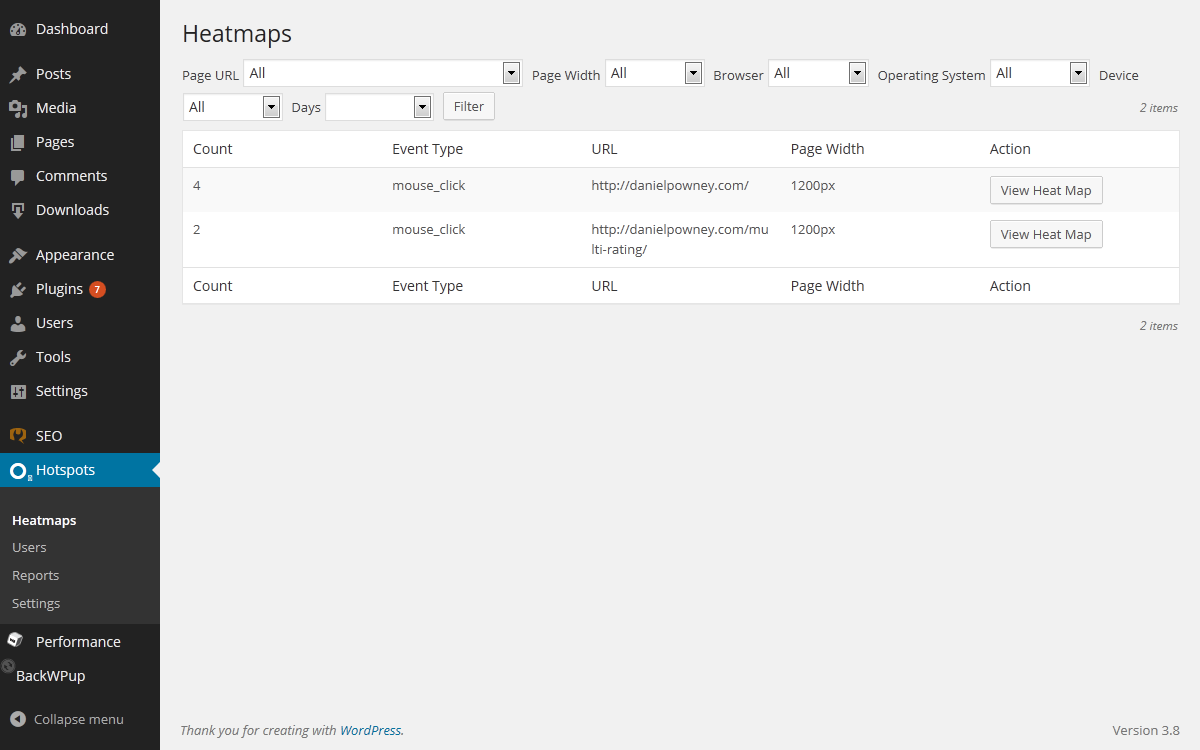 Dashboard
Posts
Media
Pages
Comments
Downloads
Appearance
Plugins 7
Users
Tools
Settings
SEO
Hotspots
Heatmaps
Users
Reports
Settings
Performance
BackWPup
Collapse menu
Heatmaps
Page URL All Page Width All Browser All Operating System All Device
All Days Filter 2 items
Count Event Type URL Page Width Action
4 mouse_click http://danielpowney.com/ 1200px View Heat Map
2 mouse_click http://danielpowney.com/mu 1200px View Heat Map
lti-rating/
Count Event Type URL Page Width Action
2 items
Thank you for creating with WordPress. Version 3.8